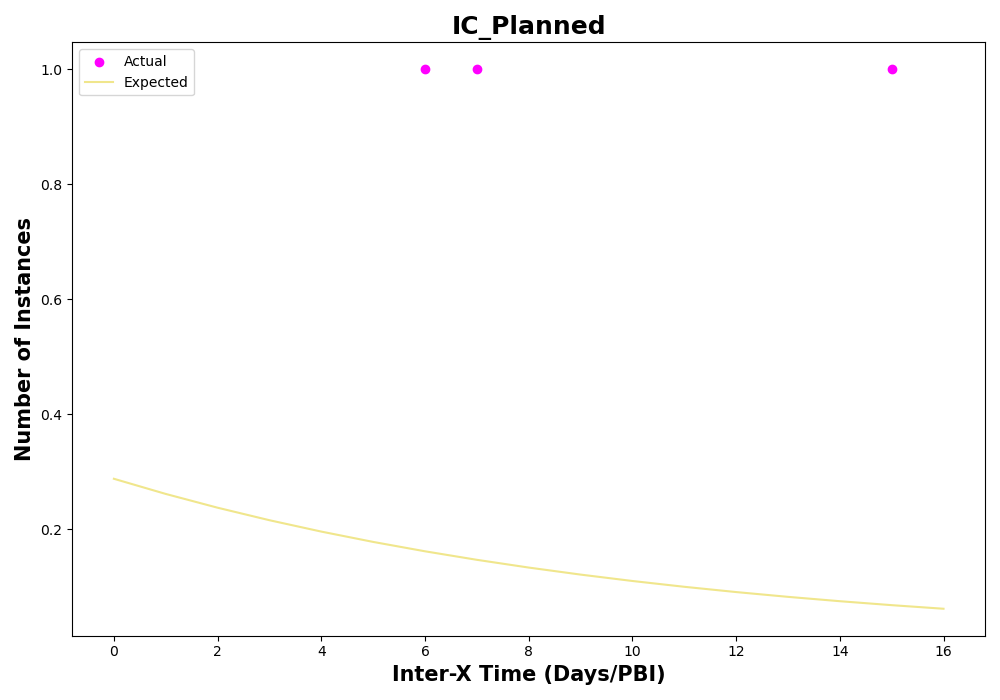 IC_Planned
Actual
Expected
1.0
0.8
0.6
0.4
0.2
Number of Instances
0 2 4 6 8 10 12 14 16
Inter-X Time (Days/PBI)